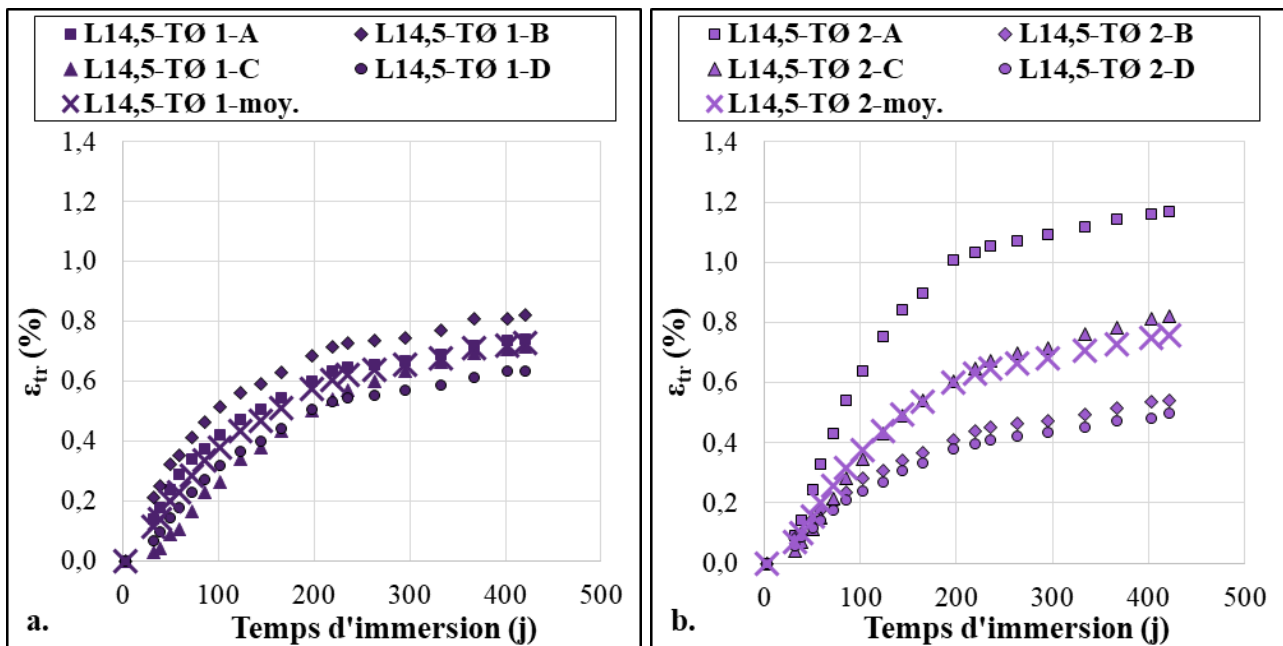 L14,5-TØ 1-A L14,5-TØ 1-B
L14,5-TØ 1-C L14,5-TØ 1-D
L14,5-TØ 1-moy.
1,4
1,2
1,0
0,8
0,6
0,4
0,2
0,0
εtr (%)
0 100 200 300 400 500
Temps d'immersion (j)
a.
L14,5-TØ 2-A L14,5-TØ 2-B
L14,5-TØ 2-C L14,5-TØ 2-D
L14,5-TØ 2-moy.
1,4
1,2
1,0
0,8
0,6
0,4
0,2
0,0
εtr (%)
0 100 200 300 400 500
Temps d'immersion (j)
b.